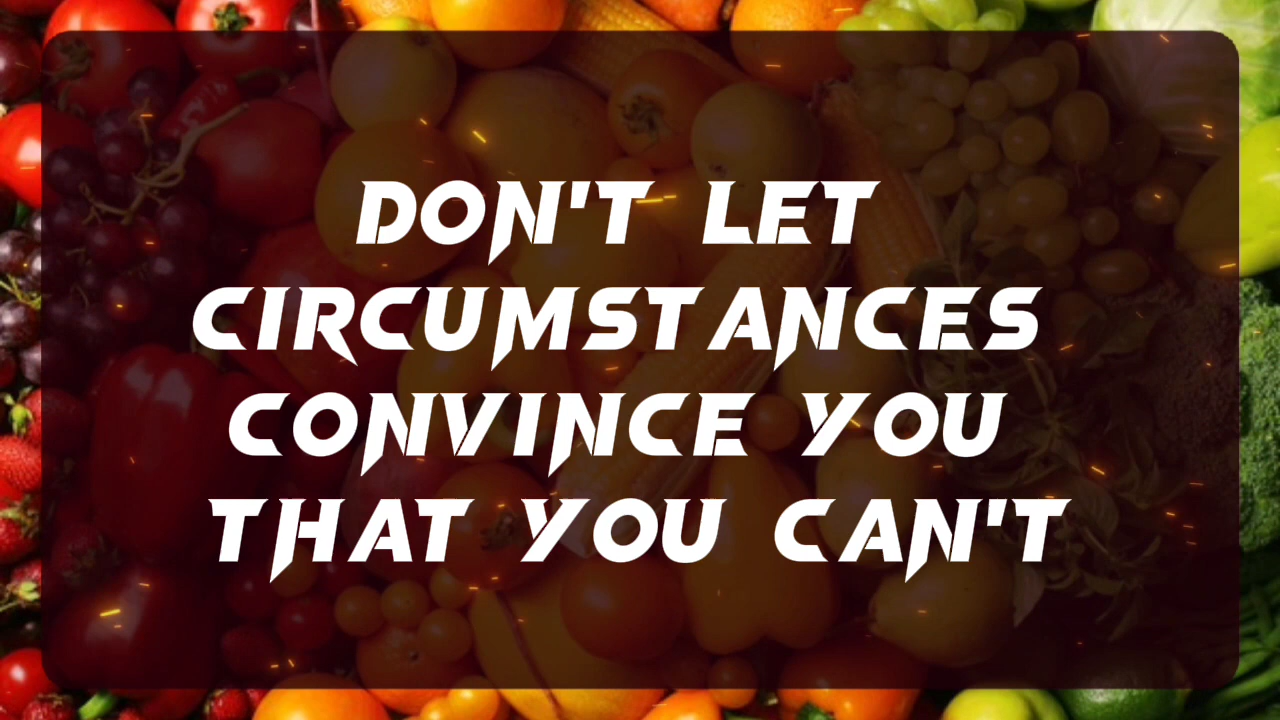 DON'T LET
CIRCUMSTANCES
CONVINCE YOU
THAT YOU CAN'T